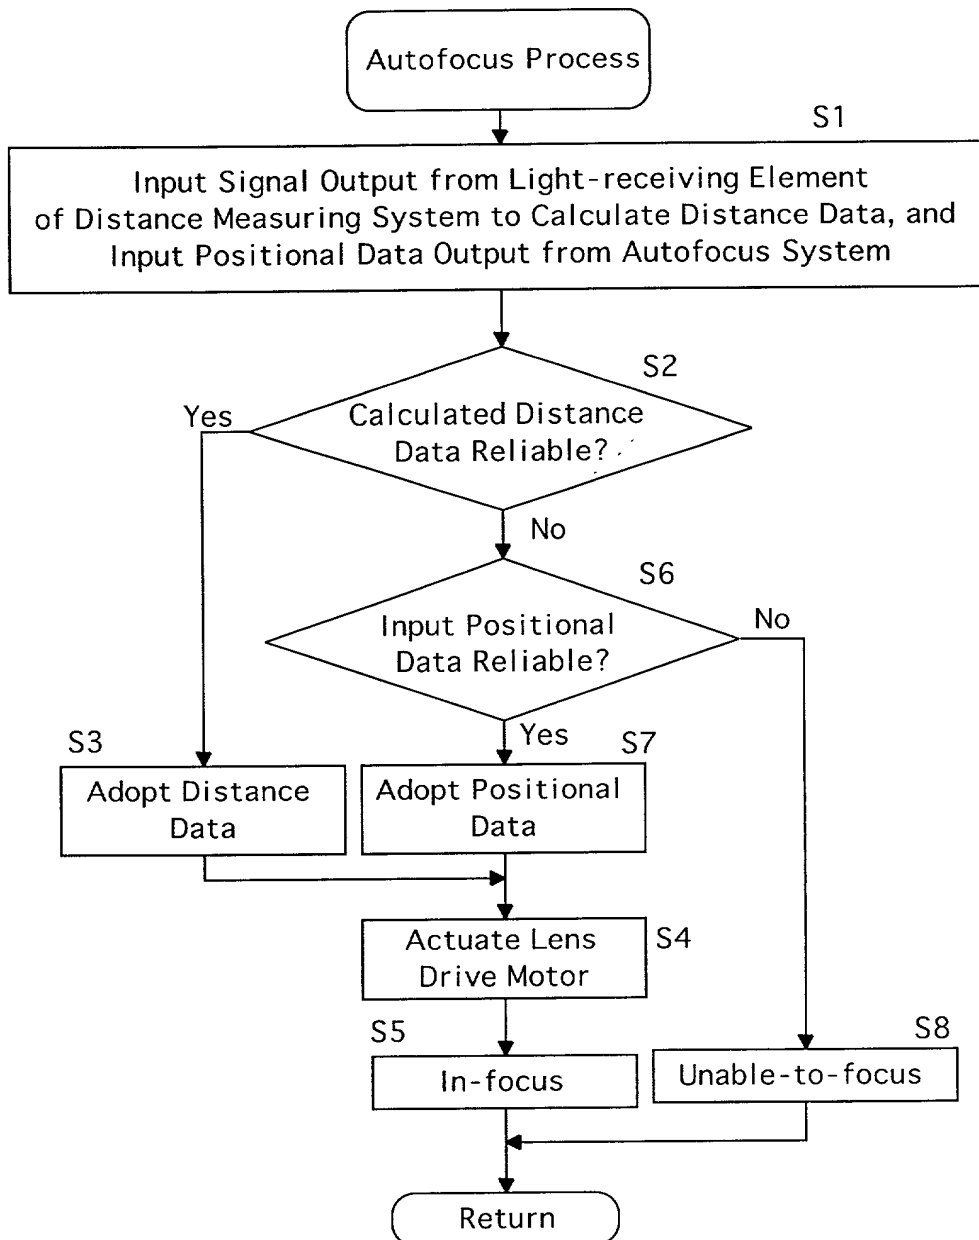 Autofocus Process
S1
Input Signal Output from Light-receiving Element
of Distance Measuring System to Calculate Distance Data, and
Input Positional Data Output from Autofocus System
S2
Yes
Calculated Distance
Data Reliable?
No
S6
No
Input Positional
Data Reliable?
Yes
S3
S7
Adopt Distance
Data
Adopt Positional
Data
Actuate Lens
Drive Motor
S4
S5
S8
In-focus
Unable-to-focus
Return